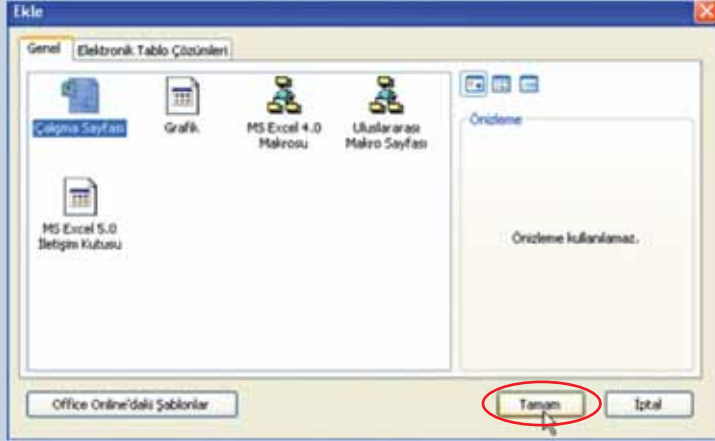 Ekle
Genel
Elektronik Tablo Çözümleri
Çalışma Sayfası
Grafik
MS Excel 4.0
Makrosu
Uluslararası
Makro Sayfası
MS Excel 5.0
İletişim Kutusu
Önizleme
Önizleme kullanılamaz.
Office Online'daki Şablonlar
Tamam
İptal